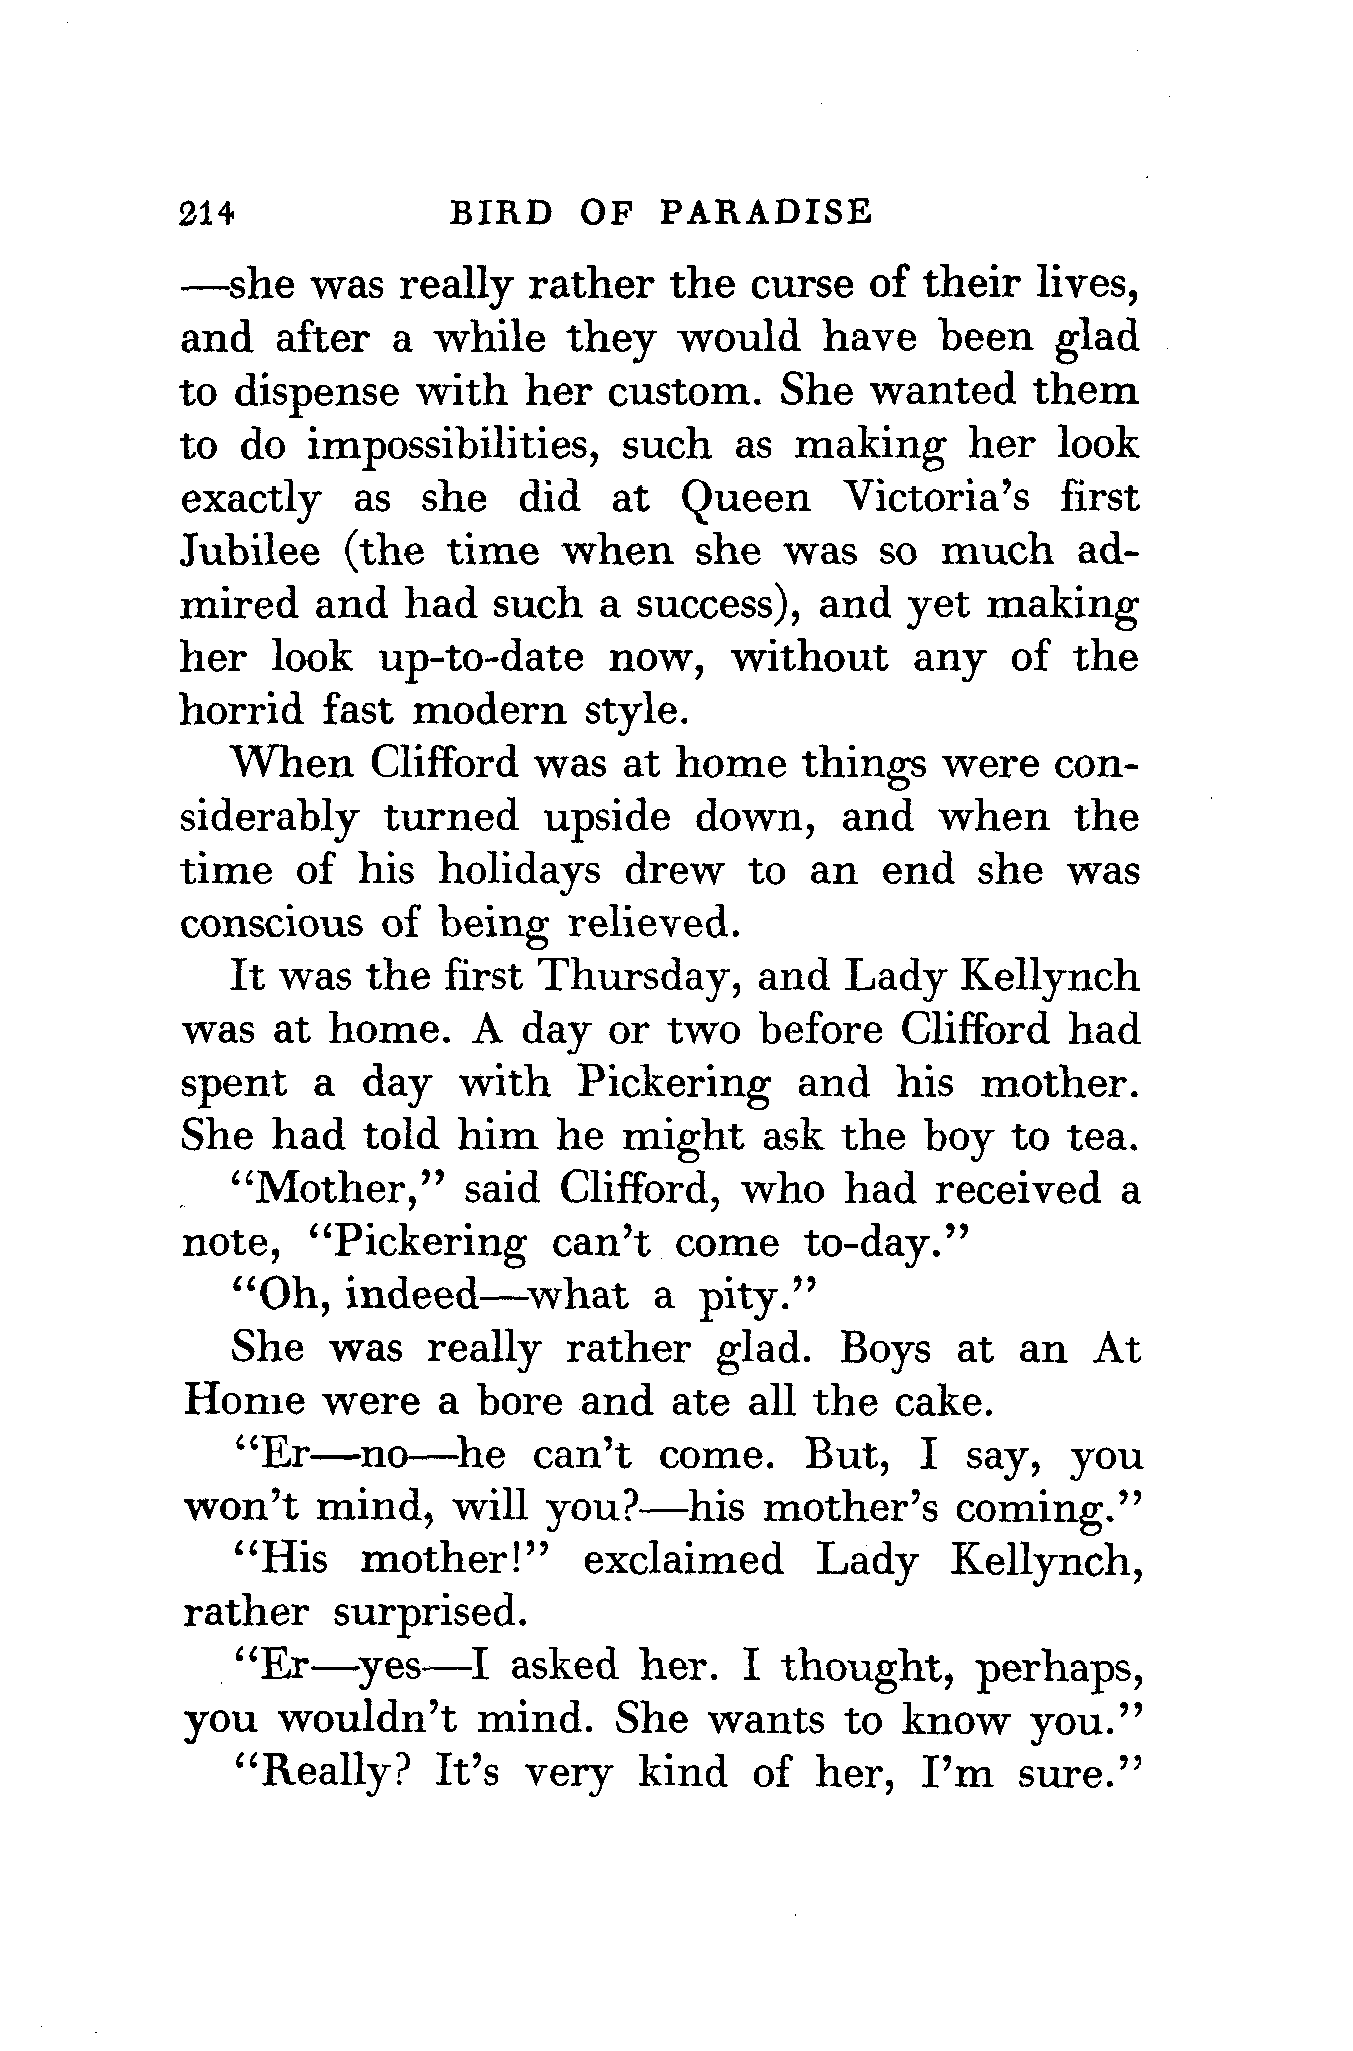 214 BIRD OF PARADISE
—she was really rather the curse of their lives,
and after a while they would have been glad
to dispense with her custom. She wanted them
to do impossibilities, such as making her look
exactly as she did at Queen Victoria's first
Jubilee (the time when she was so much ad-
mired and had such a success), and yet making
her look up-to-date now, without any of the
horrid fast modern style.
When Clifford was at home things were con-
siderably turned upside down, and when the
time of his holidays drew to an end she was
conscious of being relieved.
It was the first Thursday, and Lady Kellynch
was at home. A day or two before Clifford had
spent a day with Pickering and his mother.
She had told him he might ask the boy to tea.
"Mother," said Clifford, who had received a
note, "Pickering can't come to-day."
"Oh, indeed—what a pity."
She was really rather glad. Boys at an At
Home were a bore and ate all the cake.
"Er—no—he can't come. But, I say, you
won't mind, will you?—his mother's coming."
"His mother!" exclaimed Lady Kellynch,
rather surprised.
"Er—yes—I asked her. I thought, perhaps,
you wouldn't mind. She wants to know you."
"Really? It's very kind of her, I'm sure."